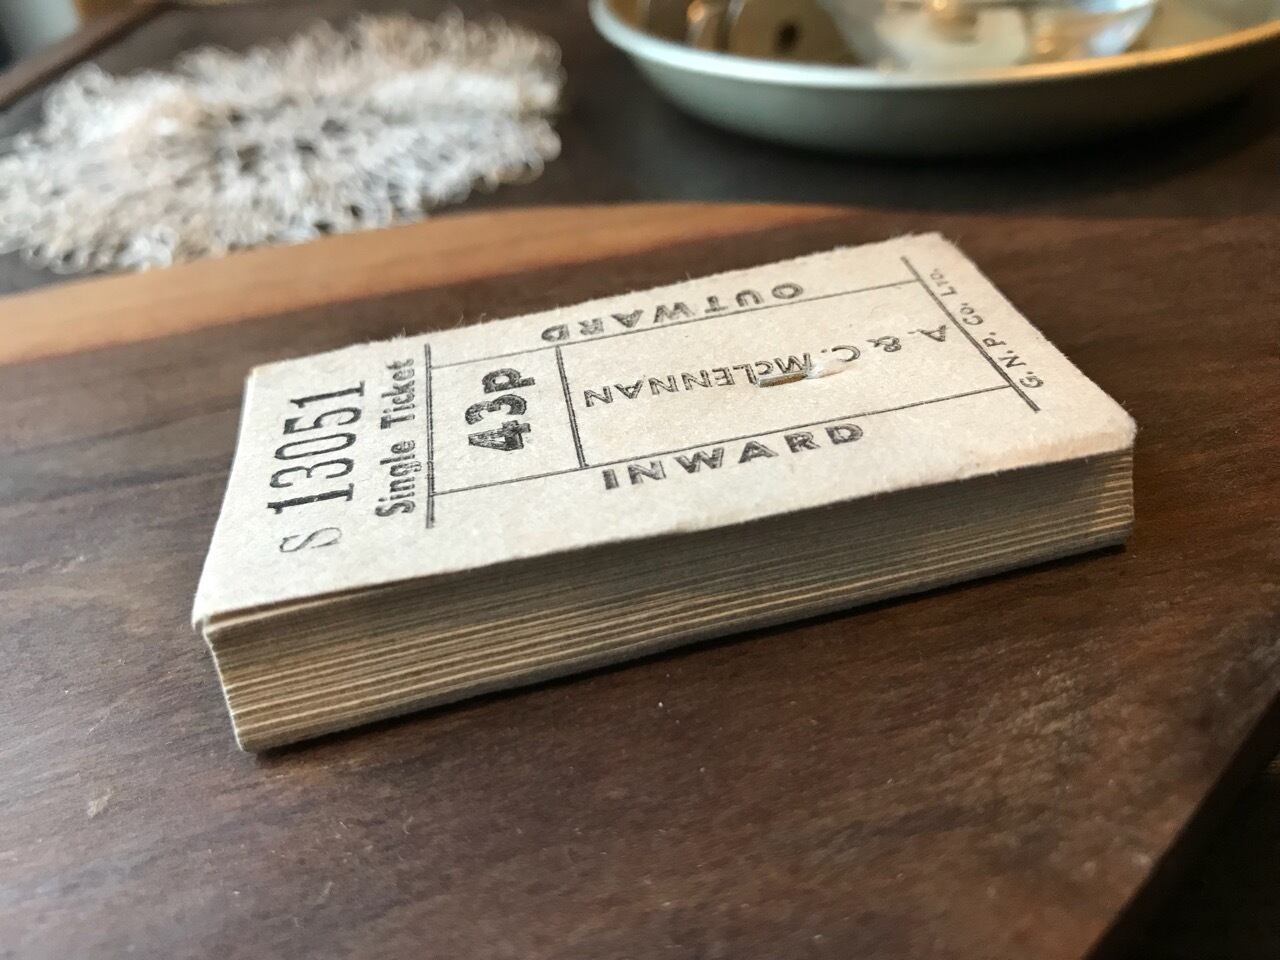 S 13051
Single Ticket
43p
OUTWARD
A. & C. McLENNAN
INWARD
G. N. P. Co. LTD.